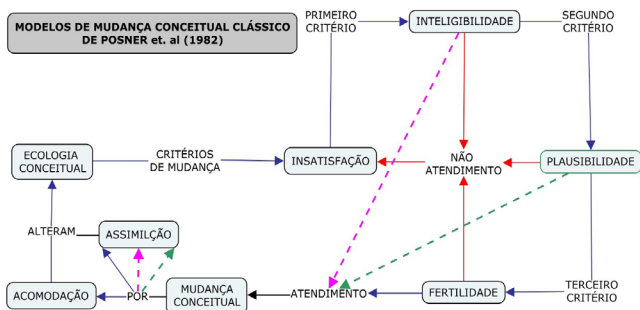 MODELOS DE MUDANÇA CONCEITUAL CLÁSSICO
DE POSNER et. al (1982)
PRIMEIRO
CRITÉRIO
INTELIGIBILIDADE
SEGUNDO
CRITÉRIO
ECOLOGIA
CONCEITUAL
CRITÉRIOS
DE MUDANÇA
INSATISFAÇÃO
NÃO
ATENDIMENTO
PLAUSIBILIDADE
ALTERAM
ASSIMILÇÃO
ACOMODAÇÃO
POR
MUDANÇA
CONCEITUAL
ATENDIMENTO
FERTILIDADE
TERCEIRO
CRITÉRIO